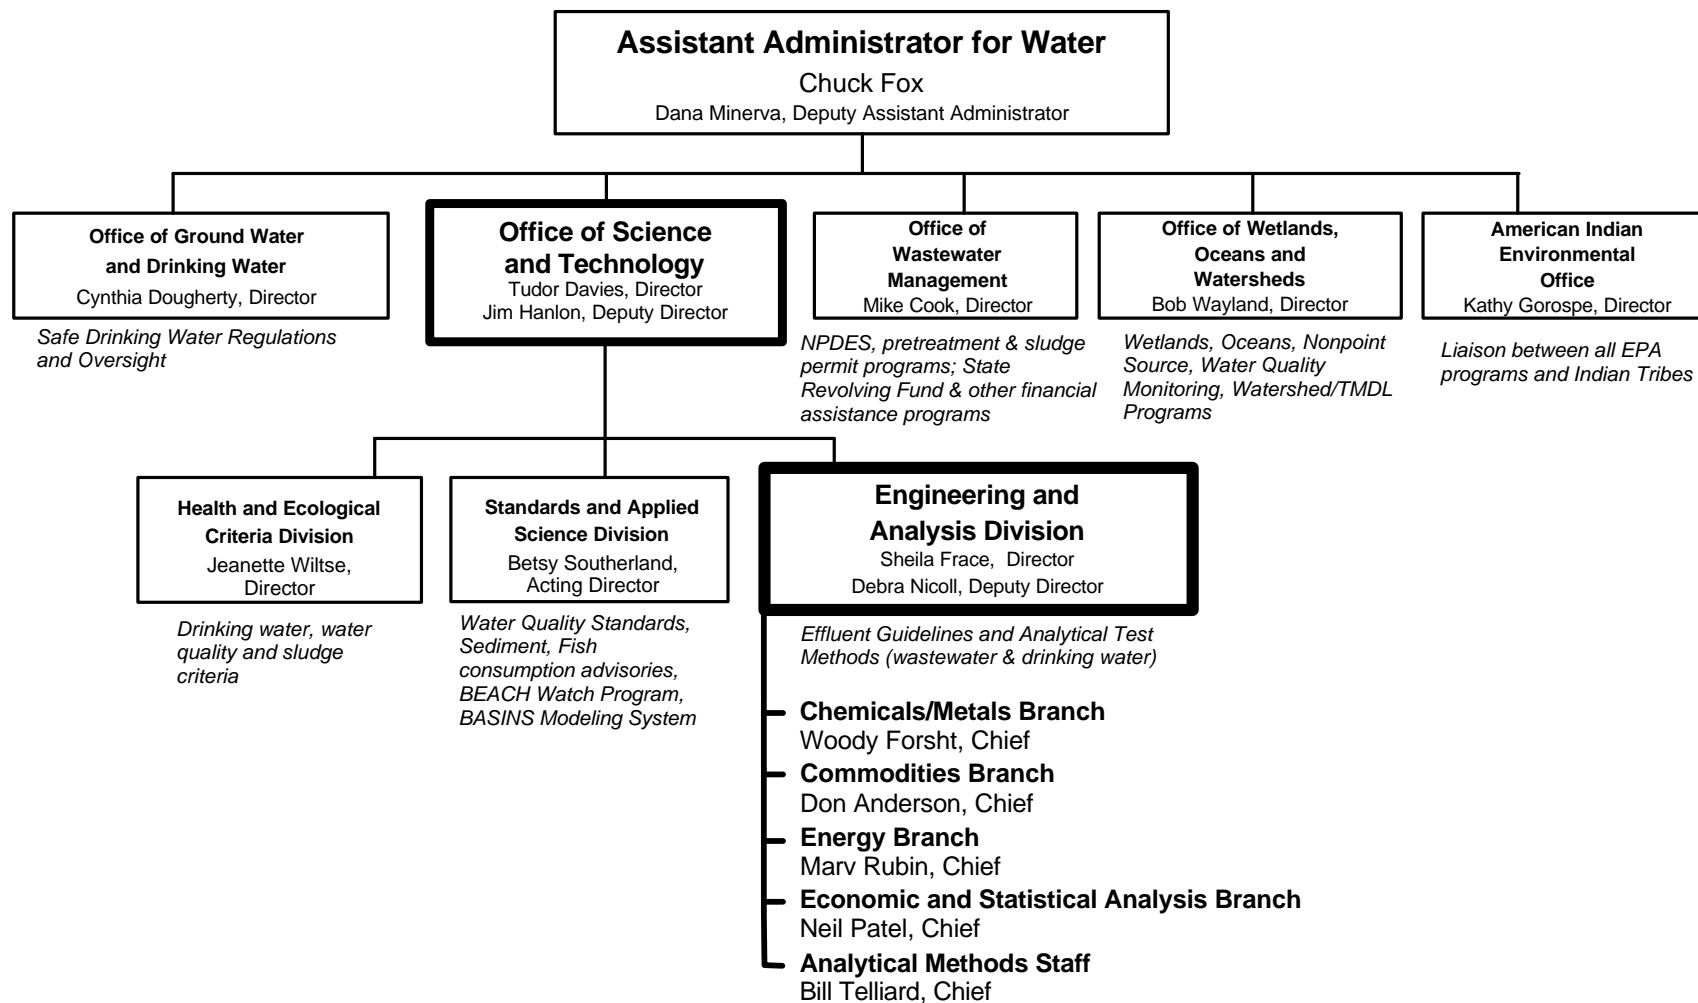 Assistant Administrator for Water
Chuck Fox
Dana Minerva, Deputy Assistant Administrator
Office of Ground Water
and Drinking Water
Cynthia Dougherty, Director
Safe Drinking Water Regulations
and Oversight
Office of Science
and Technology
Tudor Davies, Director
Jim Hanlon, Deputy Director
Office of
Wastewater
Management
Mike Cook, Director
NPDES, pretreatment & sludge
permit programs; State
Revolving Fund & other financial
assistance programs
Office of Wetlands,
Oceans and
Watersheds
Bob Wayland, Director
Wetlands, Oceans, Nonpoint
Source, Water Quality
Monitoring, Watershed/TMDL
Programs
American Indian
Environmental
Office
Kathy Gorospe, Director
Liaison between all EPA
programs and Indian Tribes
Health and Ecological
Criteria Division
Jeanette Wiltse,
Director
Drinking water, water
quality and sludge
criteria
Standards and Applied
Science Division
Betsy Southerland,
Acting Director
Water Quality Standards,
Sediment, Fish
consumption advisories,
BEACH Watch Program,
BASINS Modeling System
Engineering and
Analysis Division
Sheila Frace, Director
Debra Nicoll, Deputy Director
Effluent Guidelines and Analytical Test
Methods (wastewater & drinking water)
Chemicals/Metals Branch
Woody Forsht, Chief
Commodities Branch
Don Anderson, Chief
Energy Branch
Marv Rubin, Chief
Economic and Statistical Analysis Branch
Neil Patel, Chief
Analytical Methods Staff
Bill Telliard, Chief